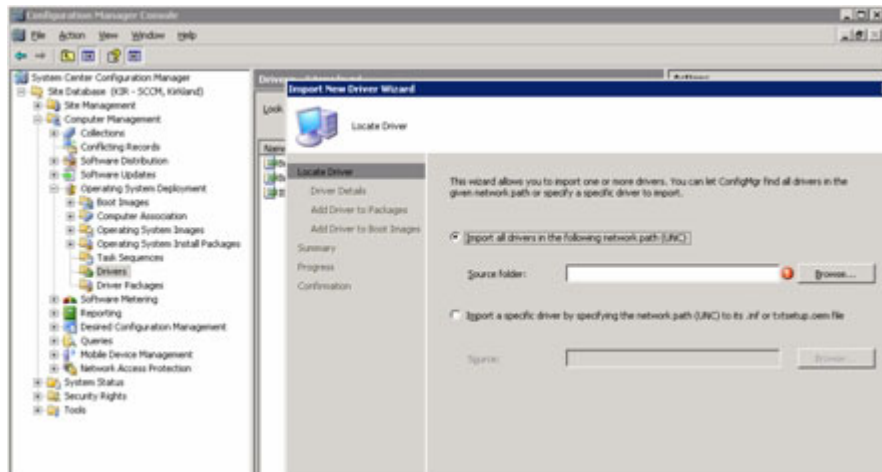 Configuration Manager Console
File Action View Window Help
System Center Configuration Manager
Site Database (KIR - SCCM, Kirkland)
Site Management
Computer Management
Collections
Conflicting Records
Software Distribution
Software Updates
Operating System Deployment
Boot Images
Computer Association
Operating System Images
Operating System Install Packages
Task Sequences
Drivers
Driver Packages
Software Metering
Reporting
Desired Configuration Management
Queries
Mobile Device Management
Network Access Protection
System Status
Security Rights
Tools
Drivers
Look
Name
Actions
Import New Driver Wizard
Locate Driver
Locate Driver
Driver Details
Add Driver to Packages
Add Driver to Boot Images
Summary
Progress
Confirmation
This wizard allows you to import one or more drivers. You can let ConfigMgr find all drivers in the
given network path or specify a specific driver to import.
Import all drivers in the following network path (UNC)
Source folder:
Browse...
Import a specific driver by specifying the network path (UNC) to its .inf or txtsetup.oem file
Source:
Browse...